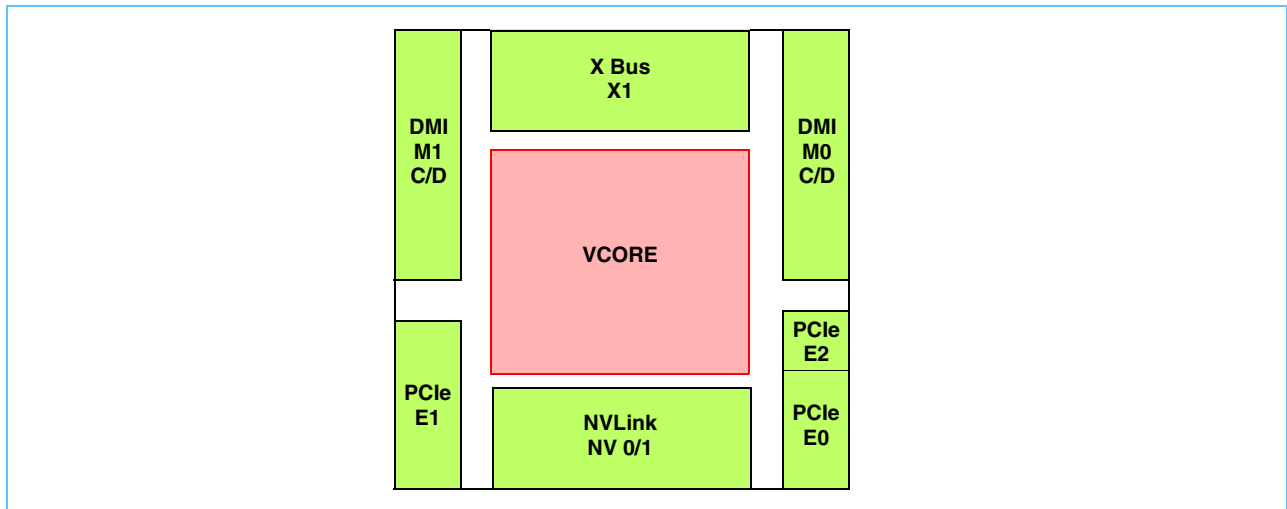 X Bus
X1
DMI
M1
C/D
DMI
M0
C/D
VCORE
PCIe
E2
PCIe
E1
NVLink
NV 0/1
PCIe
E0